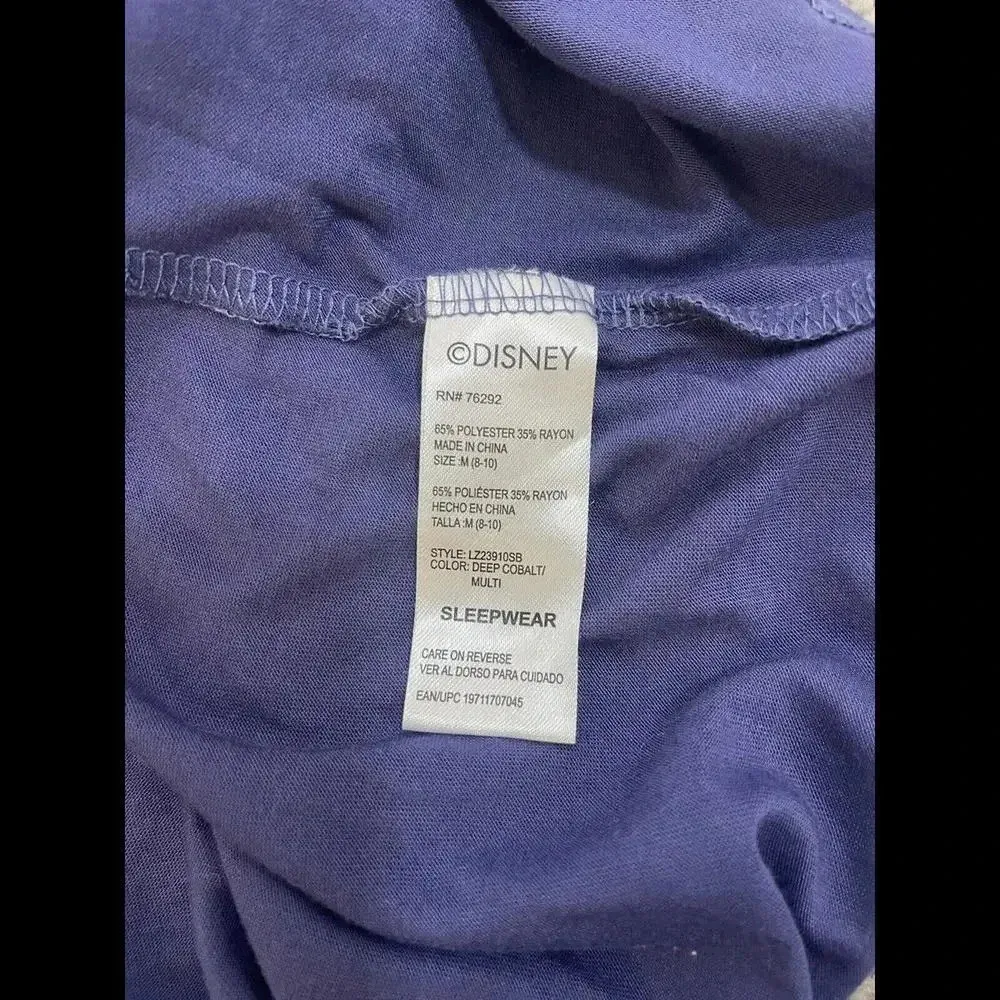 ©DISNEY
RN# 76292
65% POLYESTER 35% RAYON
MADE IN CHINA
SIZE :M (8-10)
65% POLIÉSTER 35% RAYON
HECHO EN CHINA
TALLA :M (8-10)
STYLE: LZ23910SB
COLOR: DEEP COBALT/
MULTI
SLEEPWEAR
CARE ON REVERSE
VER AL DORSO PARA CUIDADO
EAN/UPC 19711707045